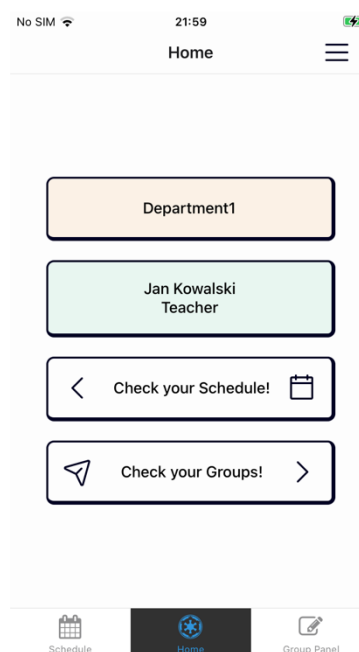 No SIM
21:59
Home
Department1
Jan Kowalski
Teacher
Check your Schedule!
Check your Groups!
Schedule
Home
Group Panel